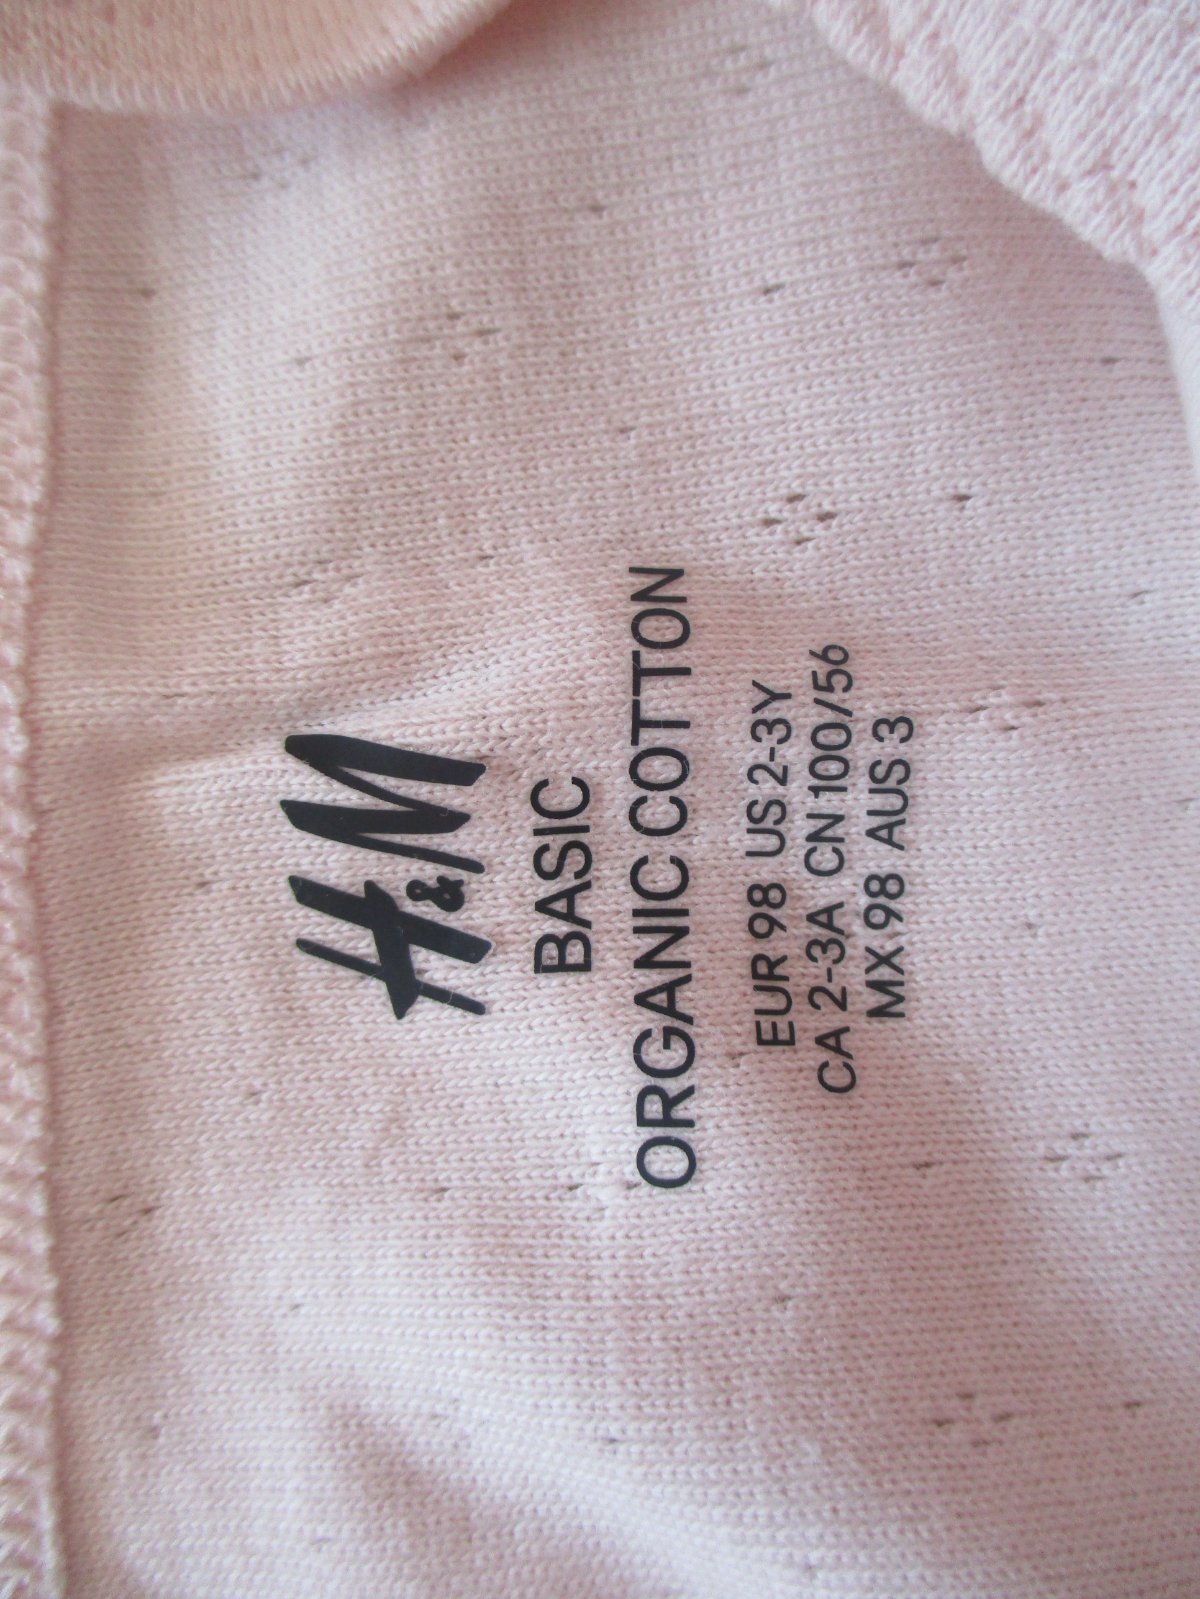 H&M
BASIC
ORGANIC COTTON
EUR 98 US 2-3Y
CA 2-3A CN 100/56
MX 98 AUS 3